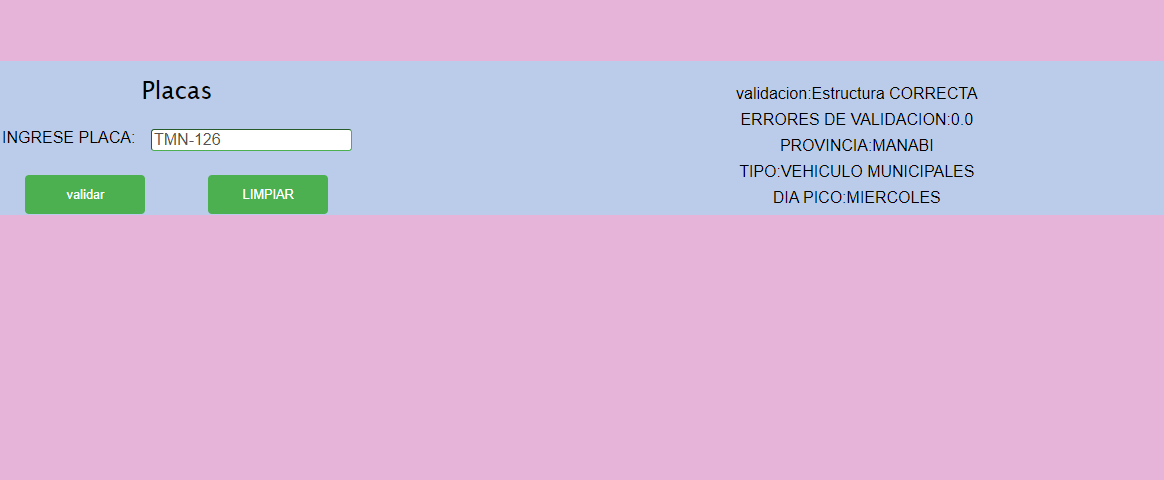 Placas
INGRESE PLACA: TMN-126
validar LIMPIAR
validacion:Estructura CORRECTA
ERRORES DE VALIDACION:0.0
PROVINCIA:MANABI
TIPO:VEHICULO MUNICIPALES
DIA PICO:MIERCOLES